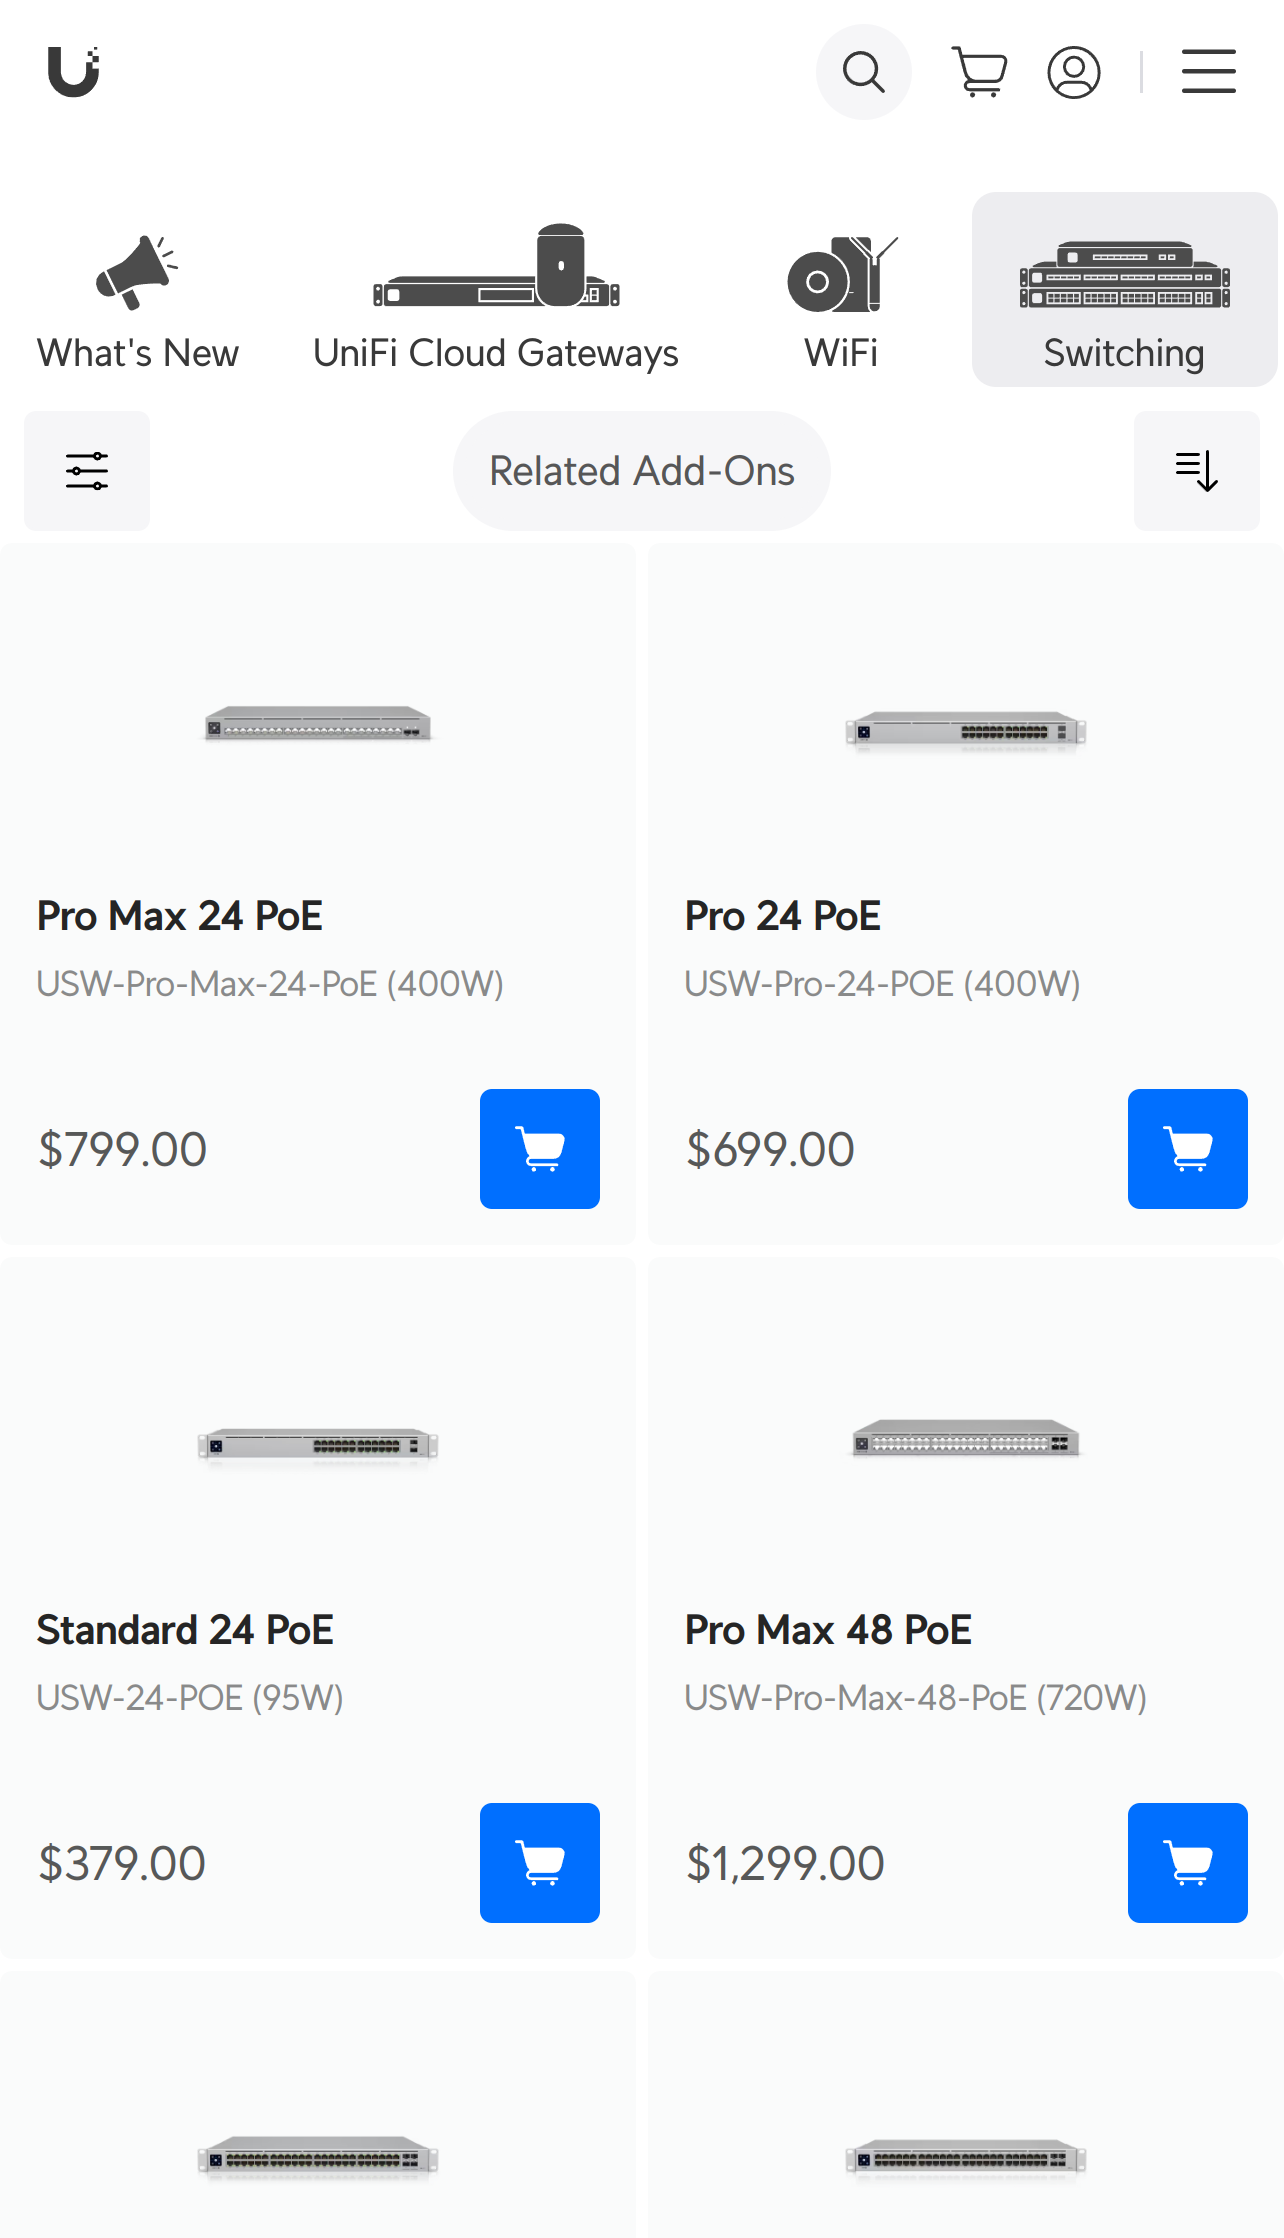 What's New
UniFi Cloud Gateways
WiFi
Switching
Related Add-Ons
Pro Max 24 PoE
USW-Pro-Max-24-PoE (400W)
$799.00
Pro 24 PoE
USW-Pro-24-POE (400W)
$699.00
Standard 24 PoE
USW-24-POE (95W)
$379.00
Pro Max 48 PoE
USW-Pro-Max-48-PoE (720W)
$1,299.00